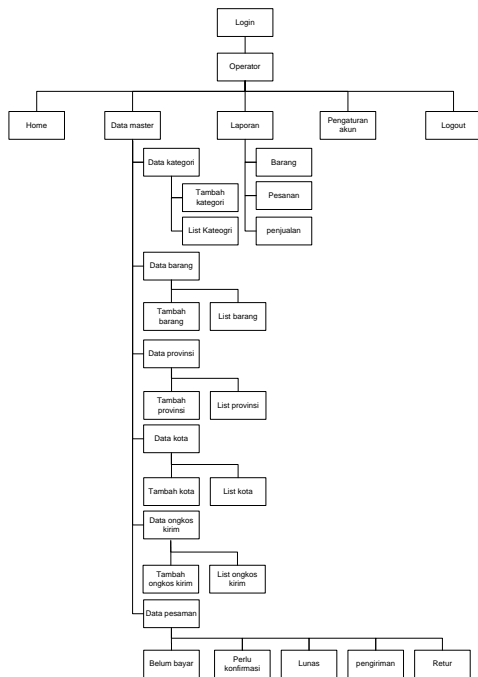 Login
Operator
Home
Data master
Laporan
Pengaturan
akun
Logout
Data kategori
Barang
Tambah
kategori
Pesanan
List Kateogri
penjualan
Data barang
Tambah
barang
List barang
Data provinsi
Tambah
provinsi
List provinsi
Data kota
Tambah kota
List kota
Data ongkos
kirim
Tambah
ongkos kirim
List ongkos
kirim
Data pesaman
Belum bayar
Perlu
konfirmasi
Lunas
pengiriman
Retur